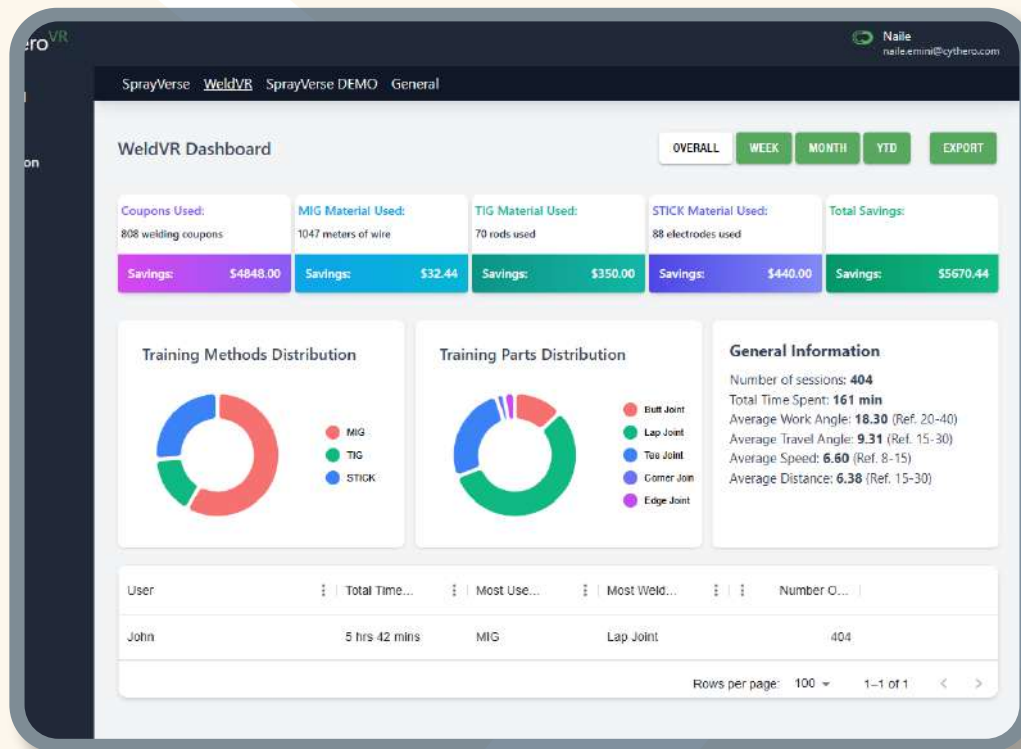 ero VR
Naile
naile.emini@cythero.com
SprayVerse WeldVR SprayVerse DEMO General
on
WeldVR Dashboard
OVERALL WEEK MONTH YTD EXPORT
Coupons Used: MIG Material Used: TIG Material Used: STICK Material Used: Total Savings:
808 welding coupons 1047 meters of wire 70 rods used 88 electrodes used
Savings: $4848.00 Savings: $32.44 Savings: $350.00 Savings: $440.00 Savings: $5670.44
Training Methods Distribution
MIG
TIG
STICK
Training Parts Distribution
Butt Joint
Lap Joint
Tee Joint
Corner Join
Edge Joint
General Information
Number of sessions: 404
Total Time Spent: 161 min
Average Work Angle: 18.30 (Ref. 20-40)
Average Travel Angle: 9.31 (Ref. 15-30)
Average Speed: 6.60 (Ref. 8-15)
Average Distance: 6.38 (Ref. 15-30)
User Total Time... Most Use... Most Weld... Number O...
John 5 hrs 42 mins MIG Lap Joint 404
Rows per page: 100 1–1 of 1